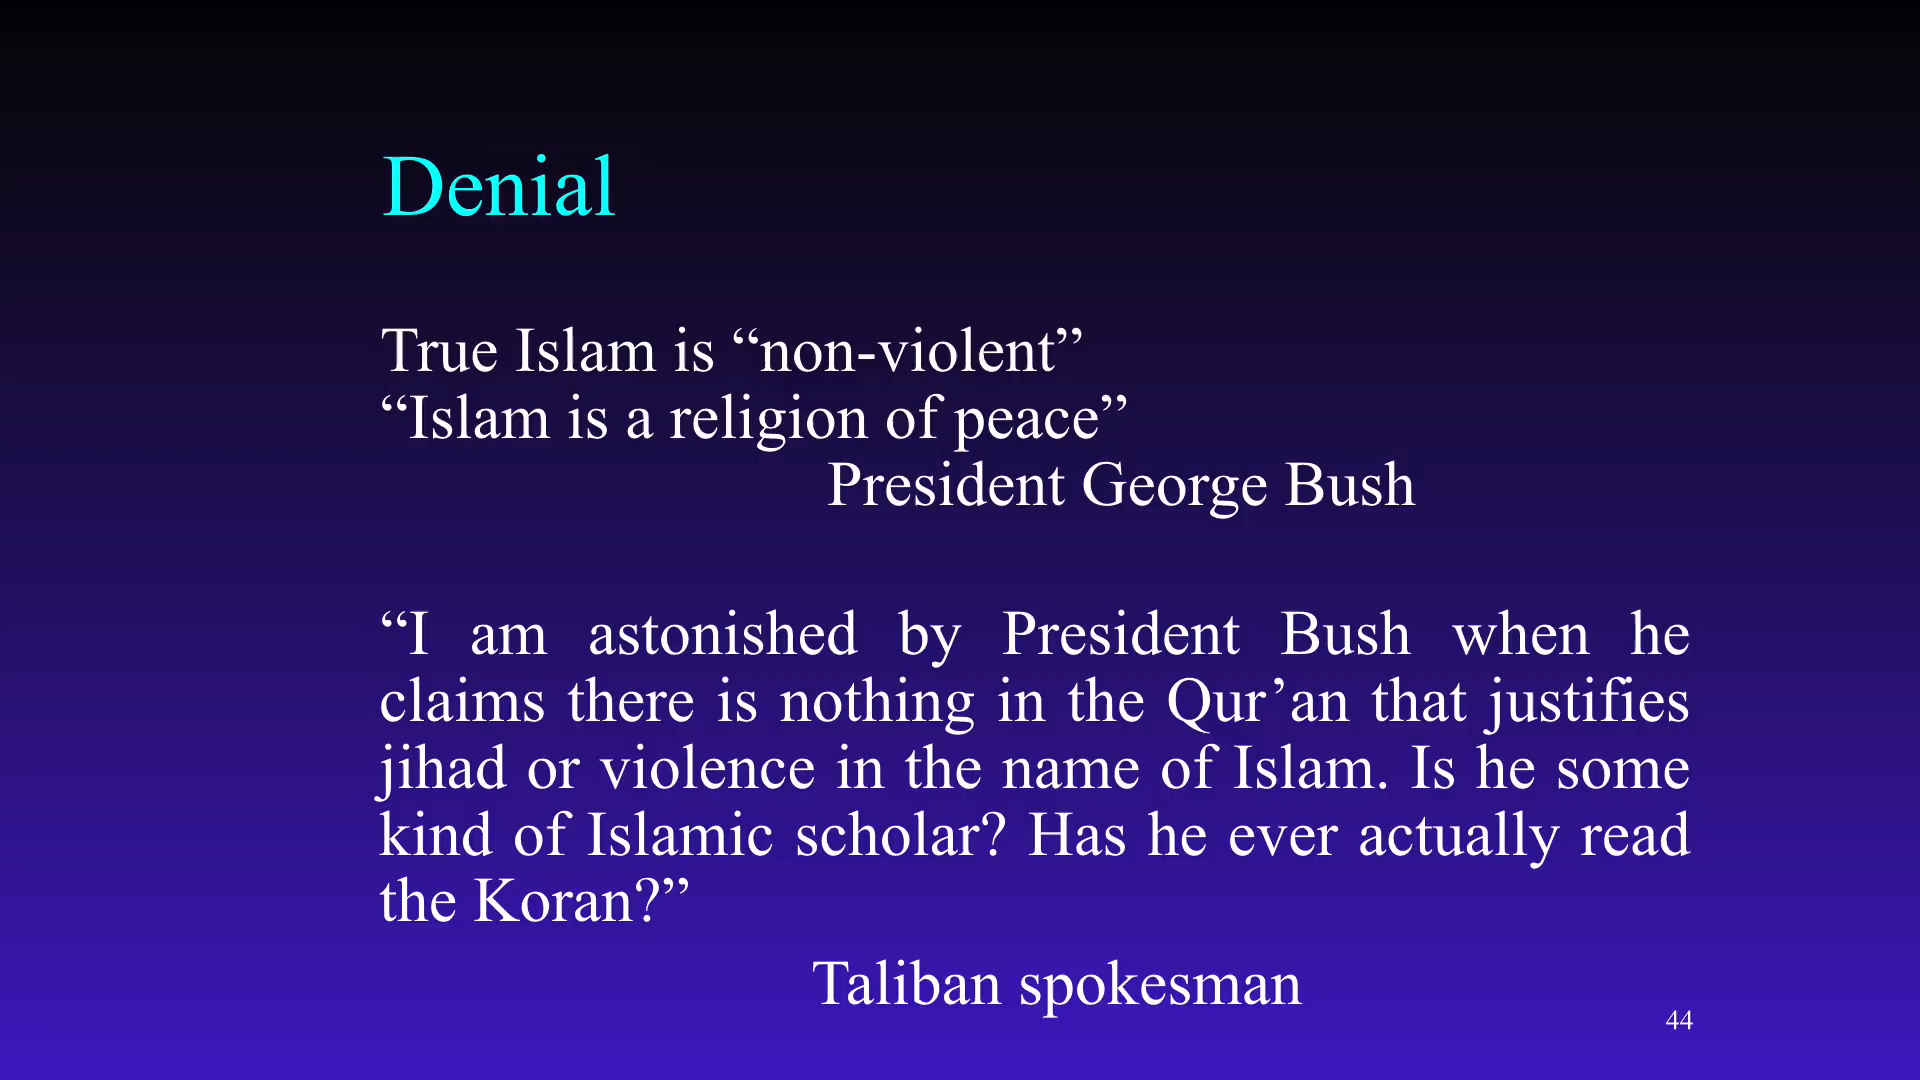 Denial
True Islam is “non-violent”
“Islam is a religion of peace”
President George Bush
“I am astonished by President Bush when he
claims there is nothing in the Qur’an that justifies
jihad or violence in the name of Islam. Is he some
kind of Islamic scholar? Has he ever actually read
the Koran?”
Taliban spokesman
44